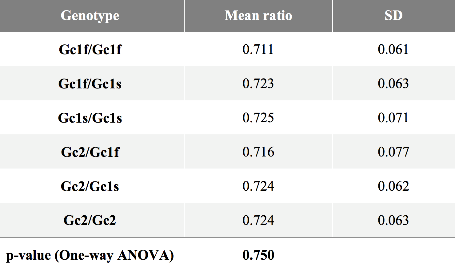 Genotype Mean ratio SD
Gc1f/Gc1f 0.711 0.061
Gc1f/Gc1s 0.723 0.063
Gc1s/Gc1s 0.725 0.071
Gc2/Gc1f 0.716 0.077
Gc2/Gc1s 0.724 0.062
Gc2/Gc2 0.724 0.063
p-value (One-way ANOVA) 0.750